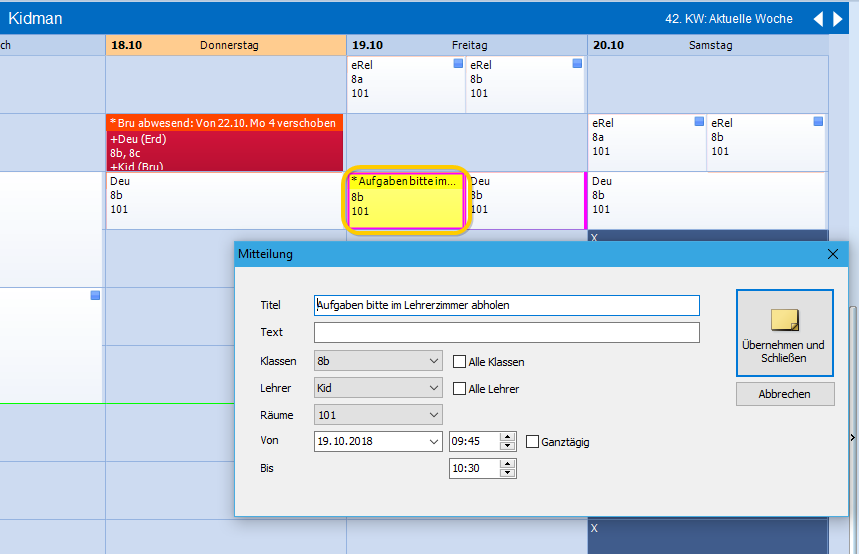 Kidman
42. KW: Aktuelle Woche
ch
18.10 Donnerstag
19.10 Freitag
20.10 Samstag
eRel
8a
101
eRel
8b
101
* Bru abwesend: Von 22.10. Mo 4 verschoben
+Deu (Erd)
8b, 8c
+Kid (Bru)
eRel
8a
101
eRel
8b
101
Deu
8b
101
* Aufgaben bitte im...
8b
101
Deu
8b
101
Deu
8b
101
X
Mitteilung
Titel
Aufgaben bitte im Lehrerzimmer abholen
Text
Klassen
8b
Alle Klassen
Lehrer
Kid
Alle Lehrer
Räume
101
Von
19.10.2018
09:45
Ganztägig
Bis
10:30
Übernehmen und
Schließen
Abbrechen
X